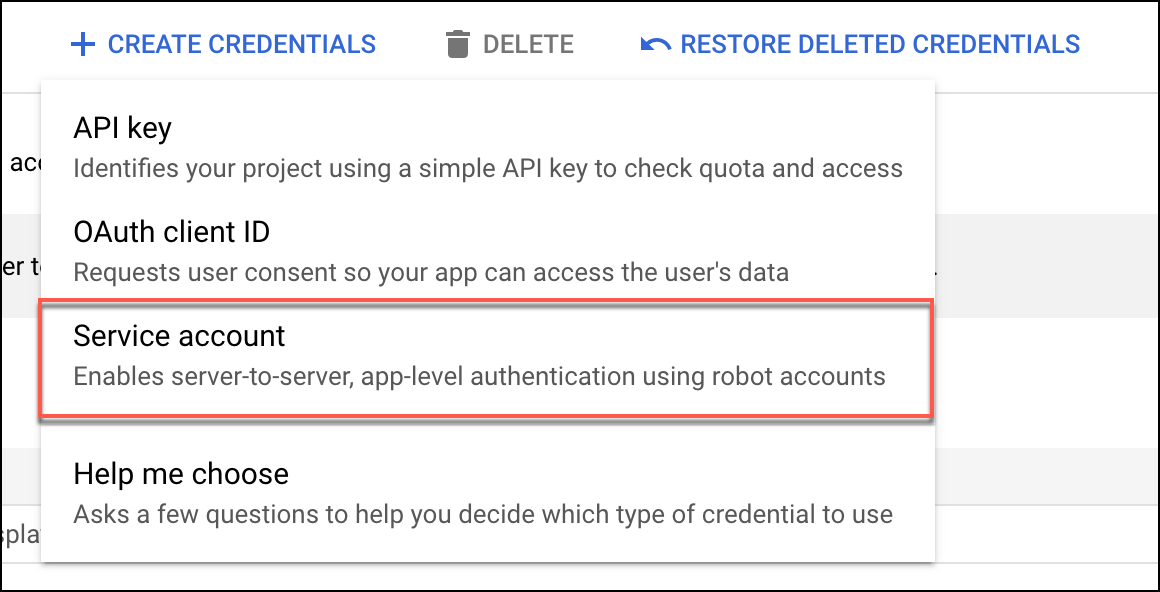 + CREATE CREDENTIALS DELETE RESTORE DELETED CREDENTIALS
API key
Identifies your project using a simple API key to check quota and access
OAuth client ID
Requests user consent so your app can access the user's data
Service account
Enables server-to-server, app-level authentication using robot accounts
Help me choose
Asks a few questions to help you decide which type of credential to use